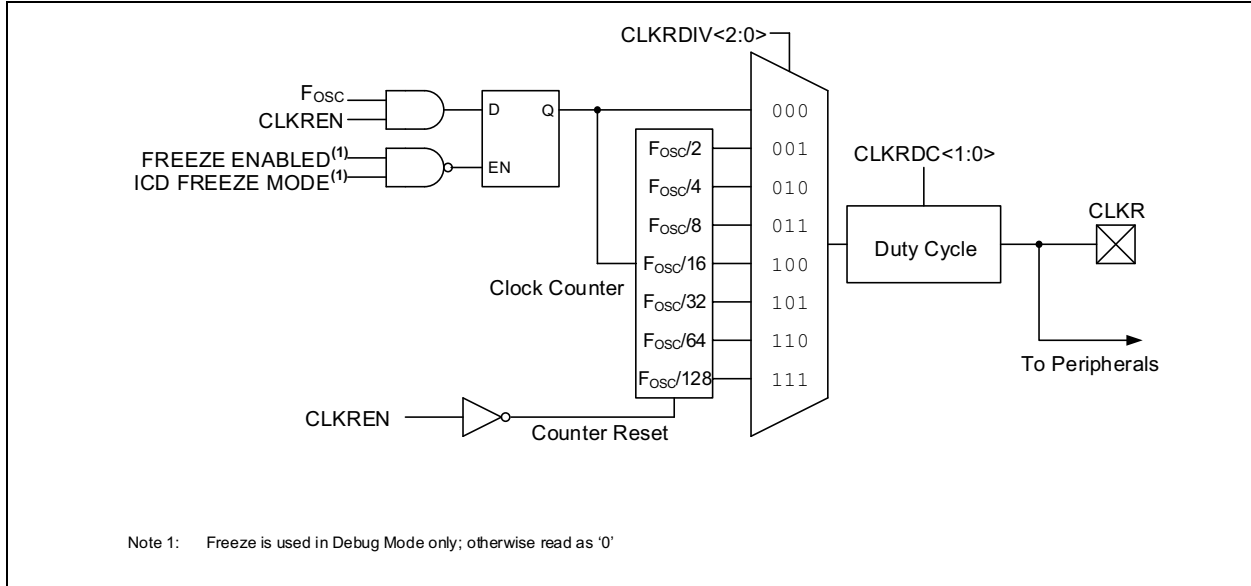 CLKRDIV<2:0>
FOSC
CLKREN
D
Q
000
FREEZE ENABLED(1)
ICD FREEZE MODE(1)
EN
FOSC/2
001
CLKRDC<1:0>
FOSC/4
010
FOSC/8
011
CLKR
Duty Cycle
FOSC/16
100
Clock Counter
FOSC/32
101
FOSC/64
110
To Peripherals
FOSC/128
111
CLKREN
Counter Reset
Note 1: Freeze is used in Debug Mode only; otherwise read as ‘0’